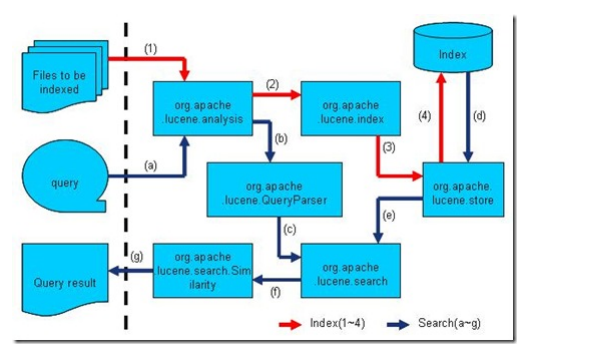 Files to be
indexed
(1)
org.apache
.lucene.analysis
(2)
org.apache
.lucene.index
Index
(3)
(4)
(d)
query
(a)
(b)
org.apache
.lucene.QueryParser
org.apache.
lucene.store
(c)
(e)
Query result
(g)
org.apache
.lucene.search.Sim
ilarity
(f)
org.apache
.lucene.search
Index(1~4)
Search(a~g)